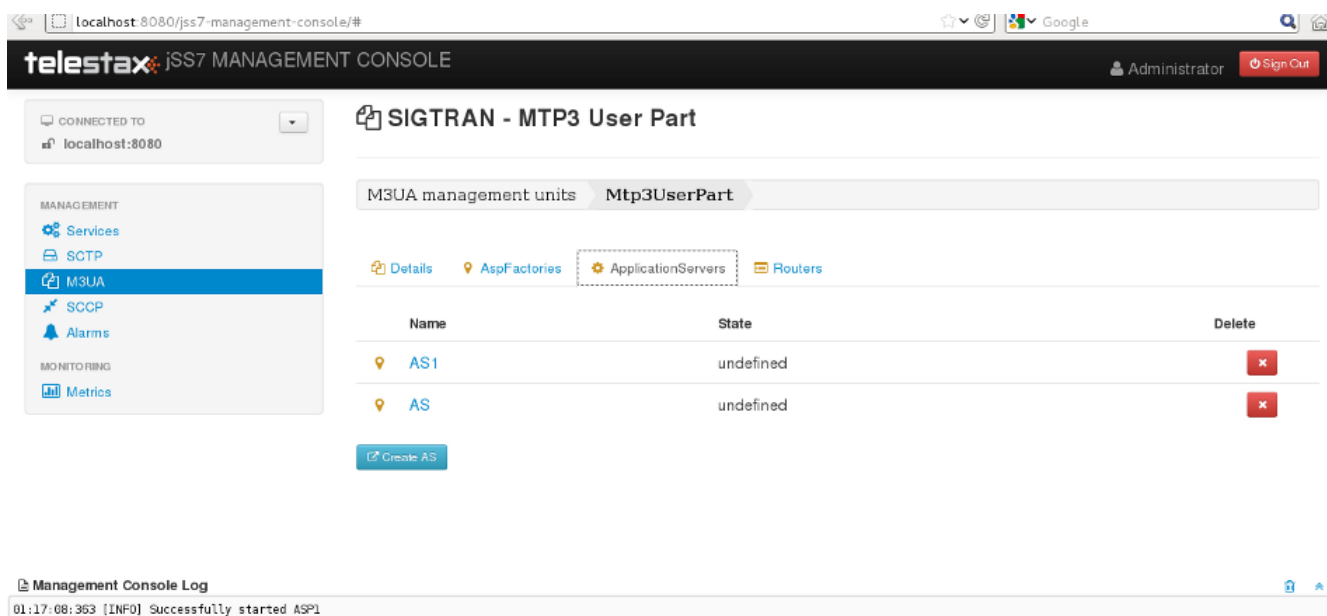 localhost:8080/jss7-management-console/#
Google
telestax jSS7 MANAGEMENT CONSOLE
Administrator
Sign Out
CONNECTED TO
localhost:8080
SIGTRAN - MTP3 User Part
M3UA management units Mtp3UserPart
MANAGEMENT
Services
SCTP
M3UA
SCCP
Alarms
MONITORING
Metrics
Details AspFactories ApplicationServers Routers
Name State Delete
AS1 undefined
AS undefined
Create AS
Management Console Log
01:17:08:363 [INFO] Successfully started ASP1